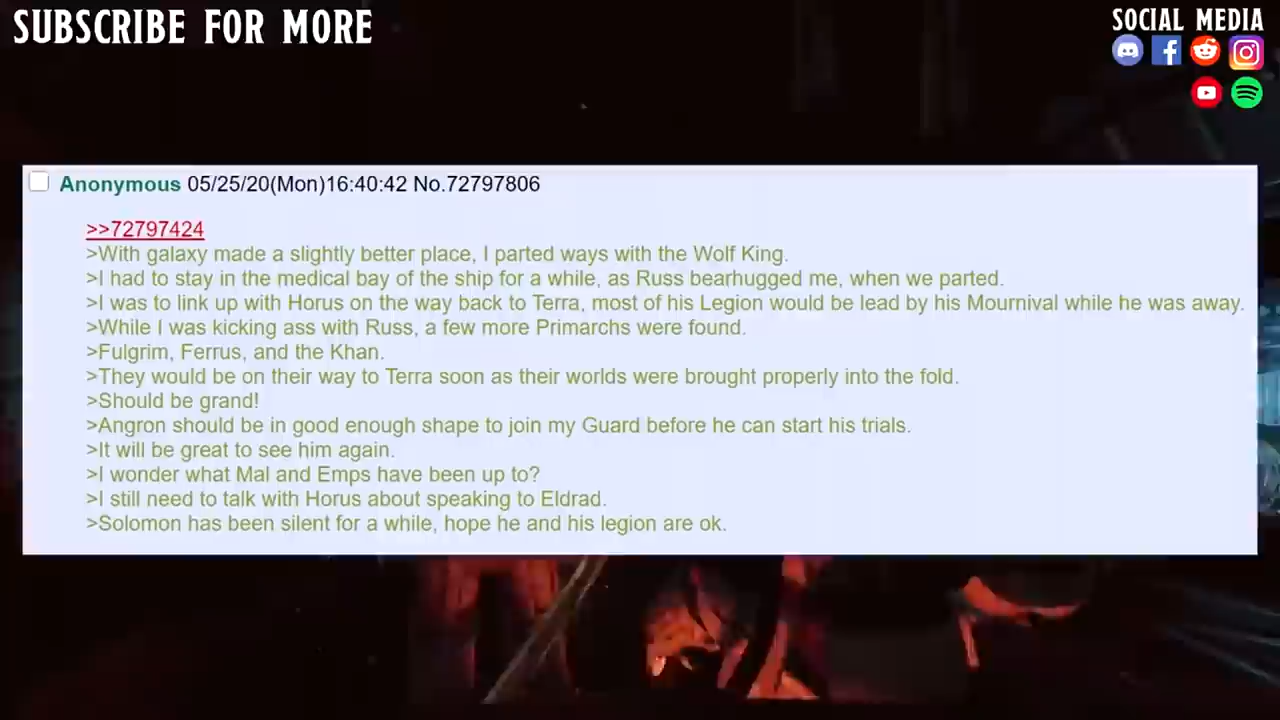 SUBSCRIBE FOR MORE
SOCIAL MEDIA
Anonymous 05/25/20(Mon)16:40:42 No.72797806
>>72797424
>With galaxy made a slightly better place, I parted ways with the Wolf King.
>I had to stay in the medical bay of the ship for a while, as Russ bearhugged me, when we parted.
>I was to link up with Horus on the way back to Terra, most of his Legion would be lead by his Mournival while he was away.
>While I was kicking ass with Russ, a few more Primarchs were found.
>Fulgrim, Ferrus, and the Khan.
>They would be on their way to Terra soon as their worlds were brought properly into the fold.
>Should be grand!
>Angron should be in good enough shape to join my Guard before he can start his trials.
>It will be great to see him again.
>I wonder what Mal and Emps have been up to?
>I still need to talk with Horus about speaking to Eldrad.
>Solomon has been silent for a while, hope he and his legion are ok.